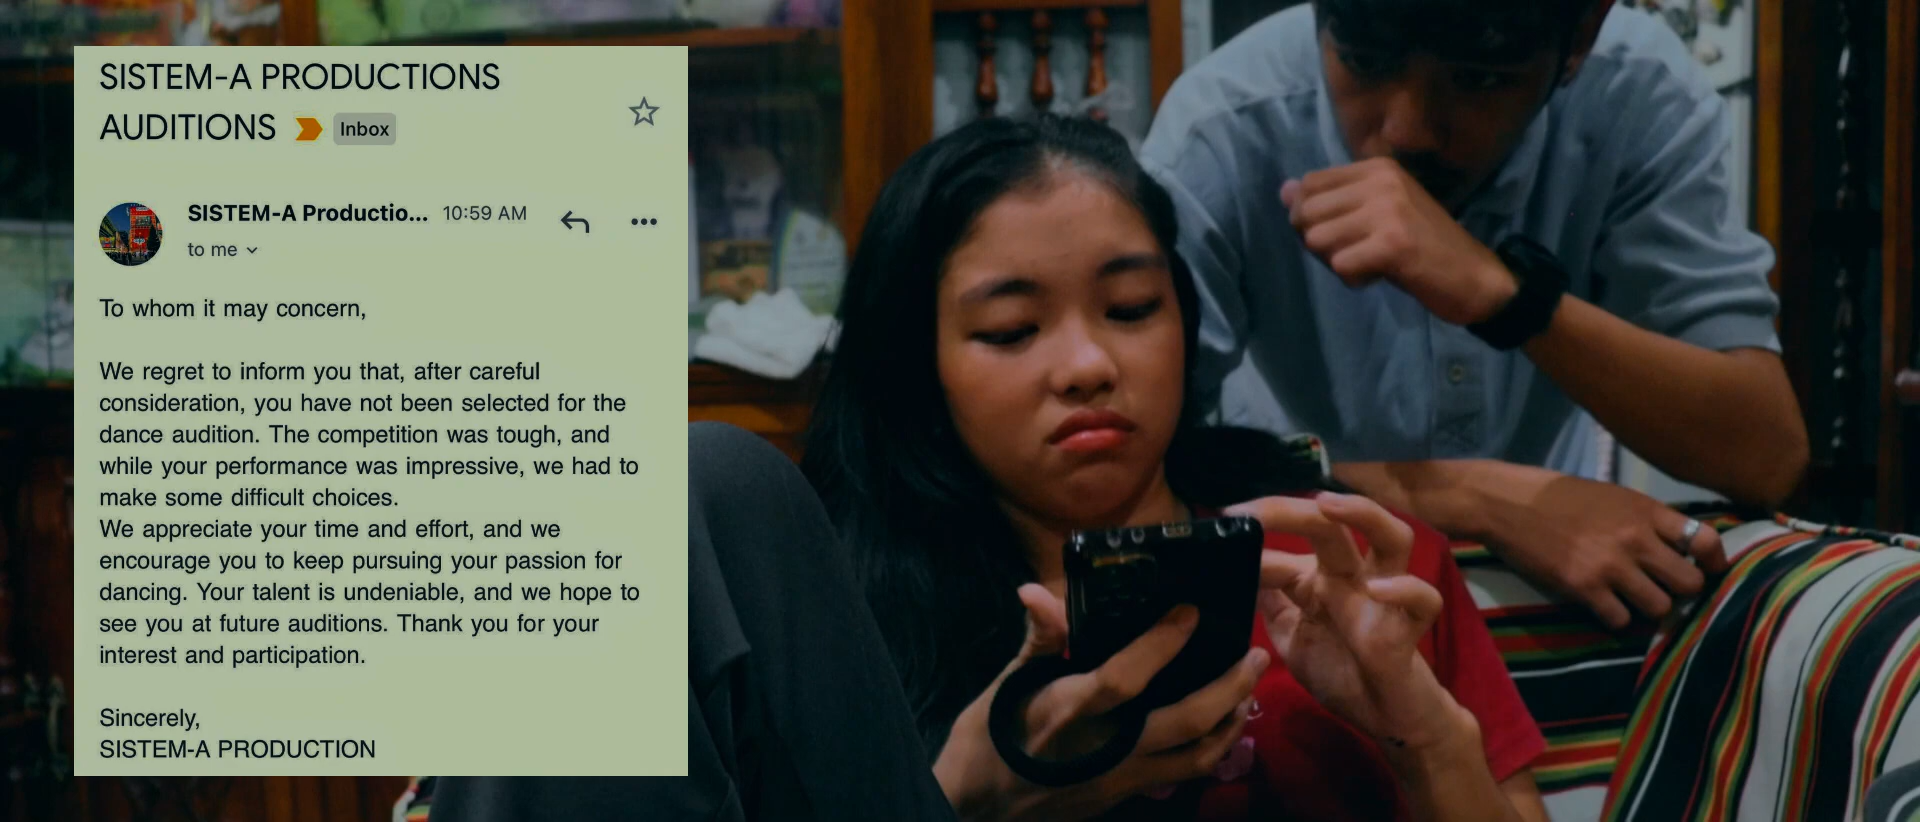 SISTEM-A PRODUCTIONS
AUDITIONS Inbox
SISTEM-A Productio... 10:59 AM
to me
To whom it may concern,
We regret to inform you that, after careful
consideration, you have not been selected for the
dance audition. The competition was tough, and
while your performance was impressive, we had to
make some difficult choices.
We appreciate your time and effort, and we
encourage you to keep pursuing your passion for
dancing. Your talent is undeniable, and we hope to
see you at future auditions. Thank you for your
interest and participation.
Sincerely,
SISTEM-A PRODUCTION